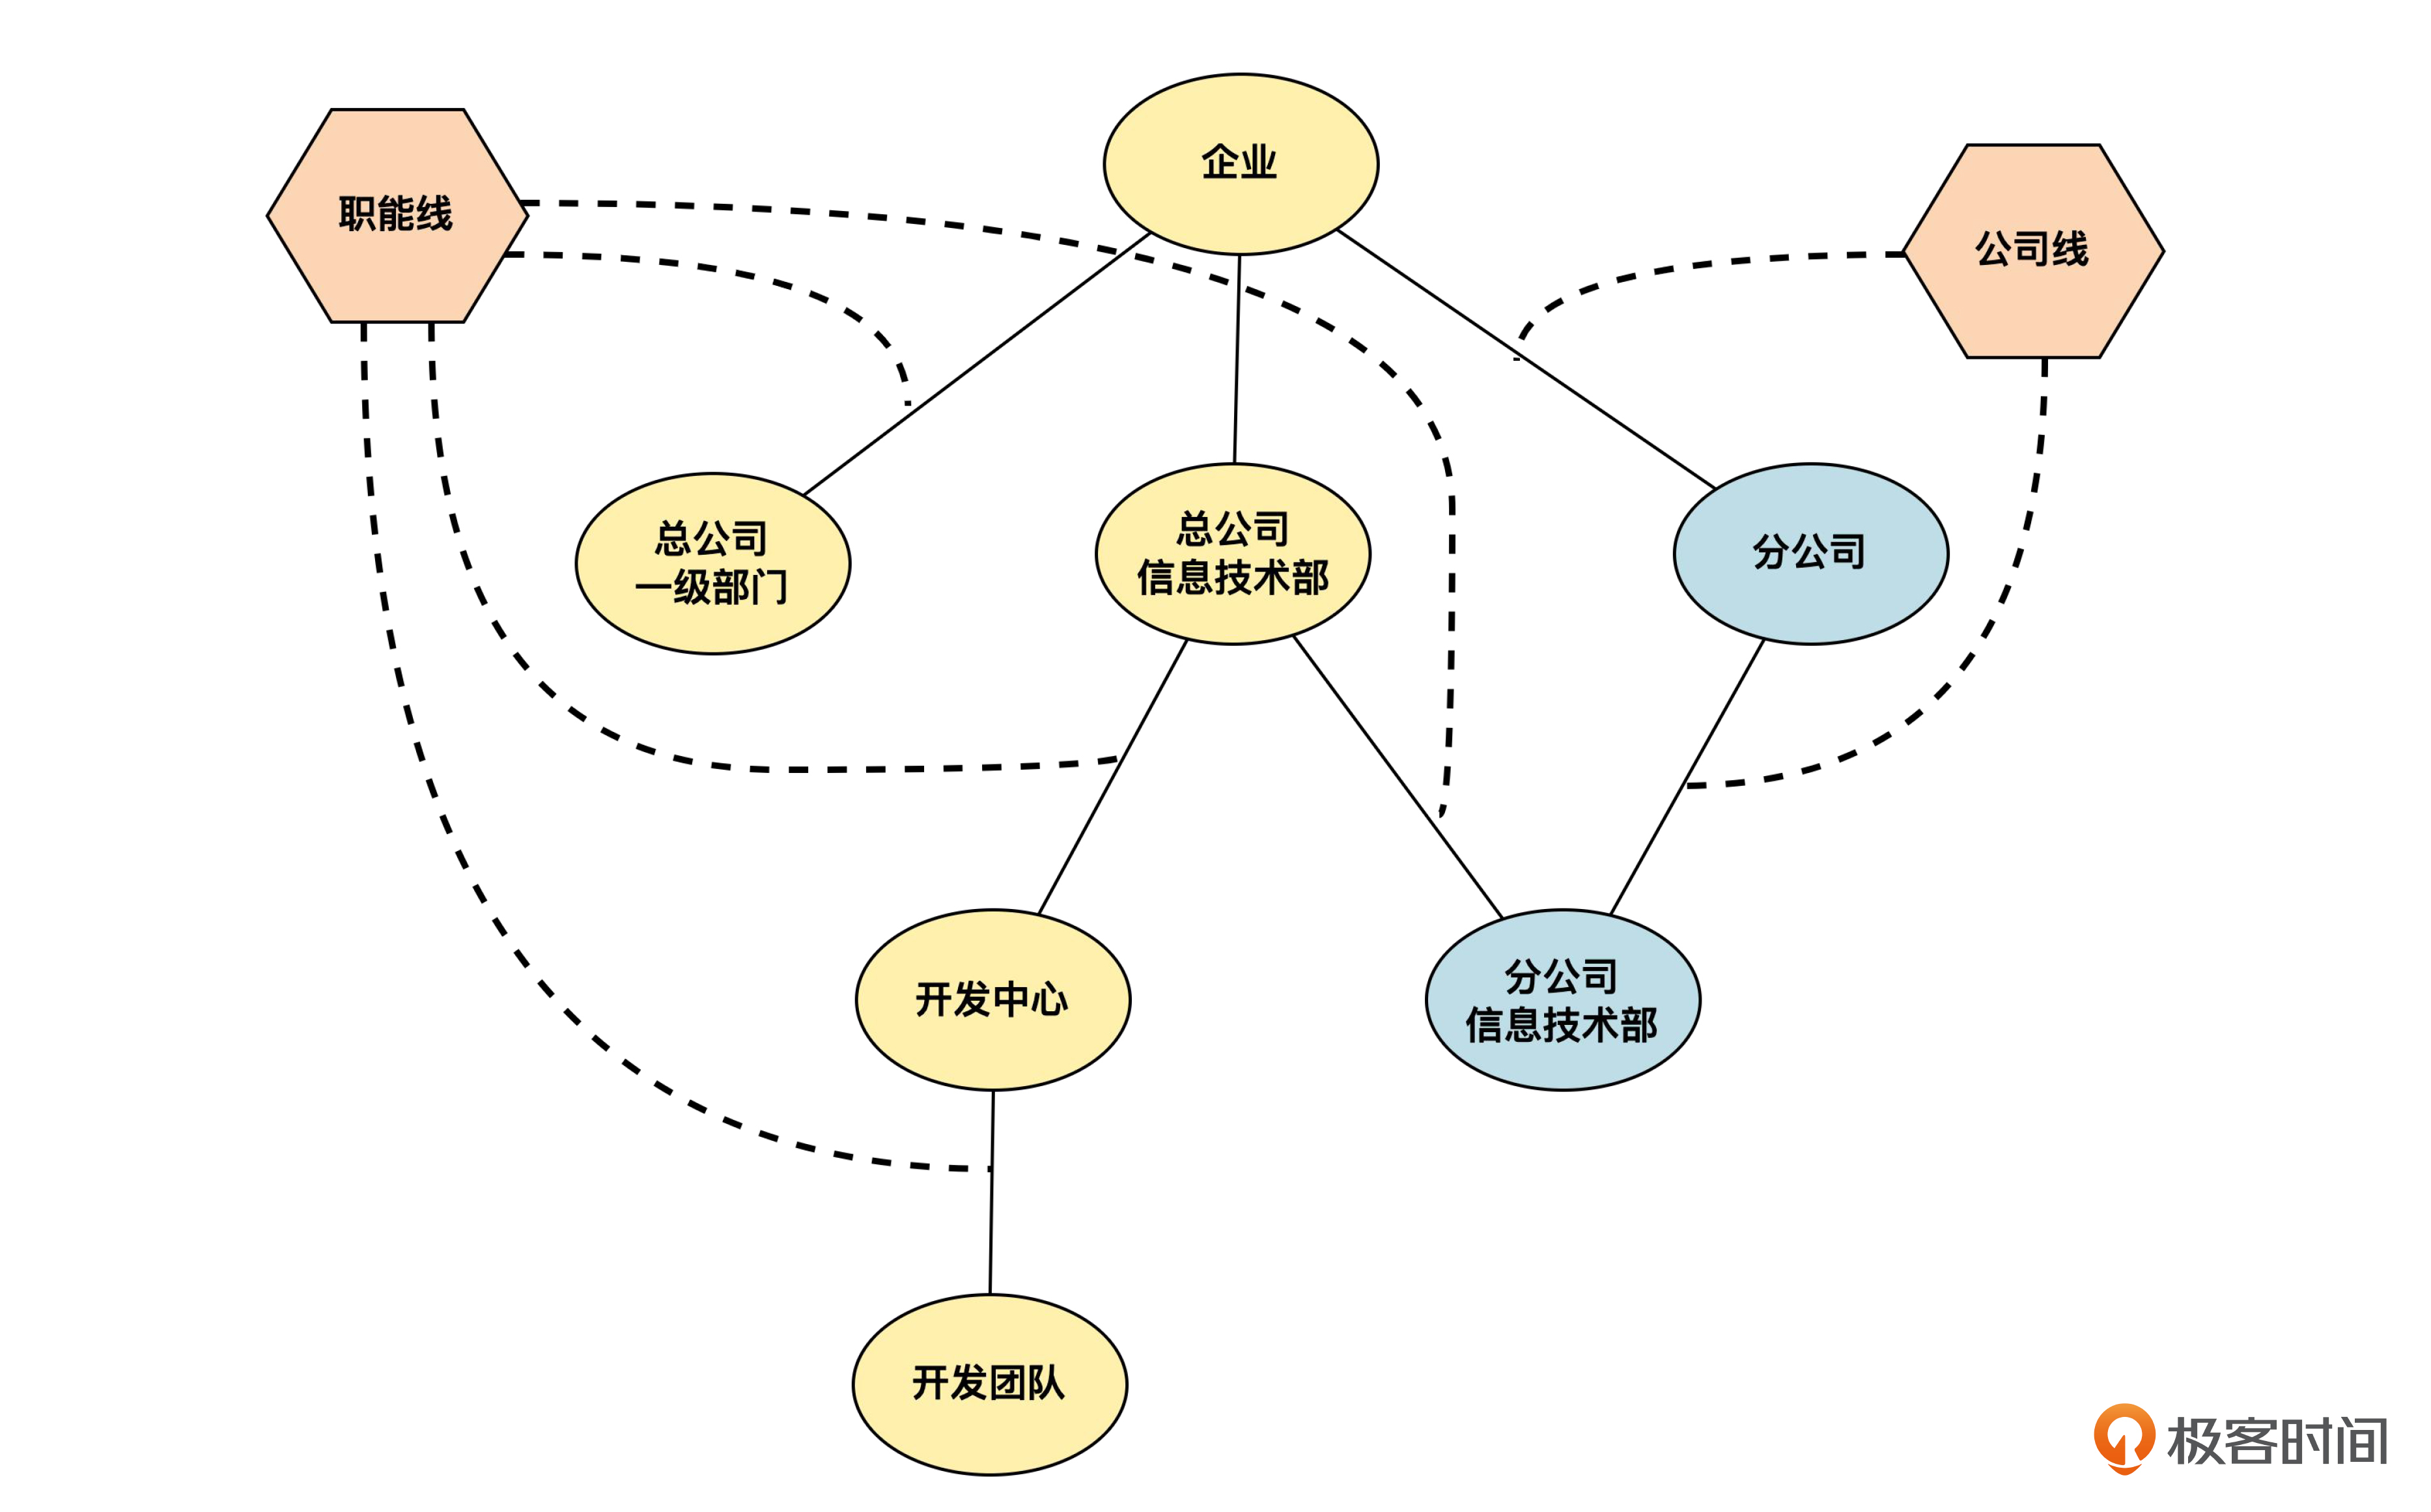 企业
职能线
公司线
总公司
一级部门
总公司
信息技术部
分公司
开发中心
分公司
信息技术部
开发团队
极客时间